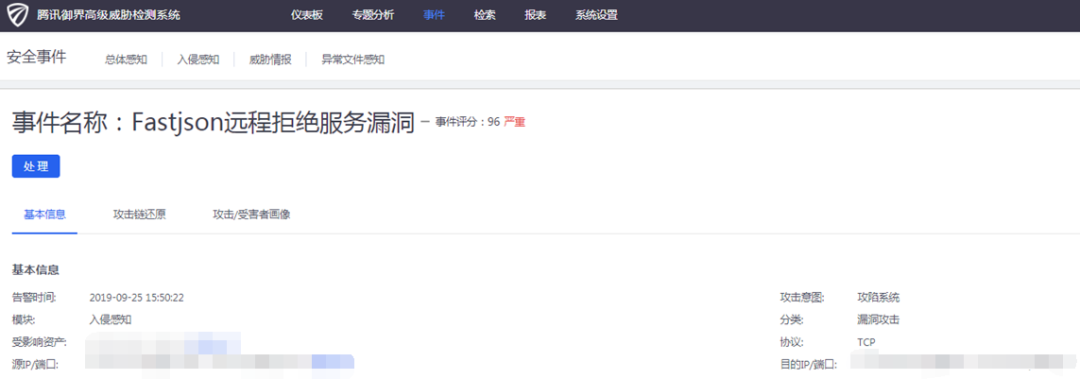 腾讯御界高级威胁检测系统 仪表板 专题分析 事件 检索 报表 系统设置
安全事件 总体感知 入侵感知 威胁情报 异常文件感知
事件名称：Fastjson远程拒绝服务漏洞 — 事件评分：96 严重
处 理
基本信息 攻击链还原 攻击/受害者画像
基本信息
告警时间: 2019-09-25 15:50:22 攻击意图: 攻陷系统
模块: 入侵感知 分类: 漏洞攻击
受影响资产: 协议: TCP
源IP/端口: 目的IP/端口: